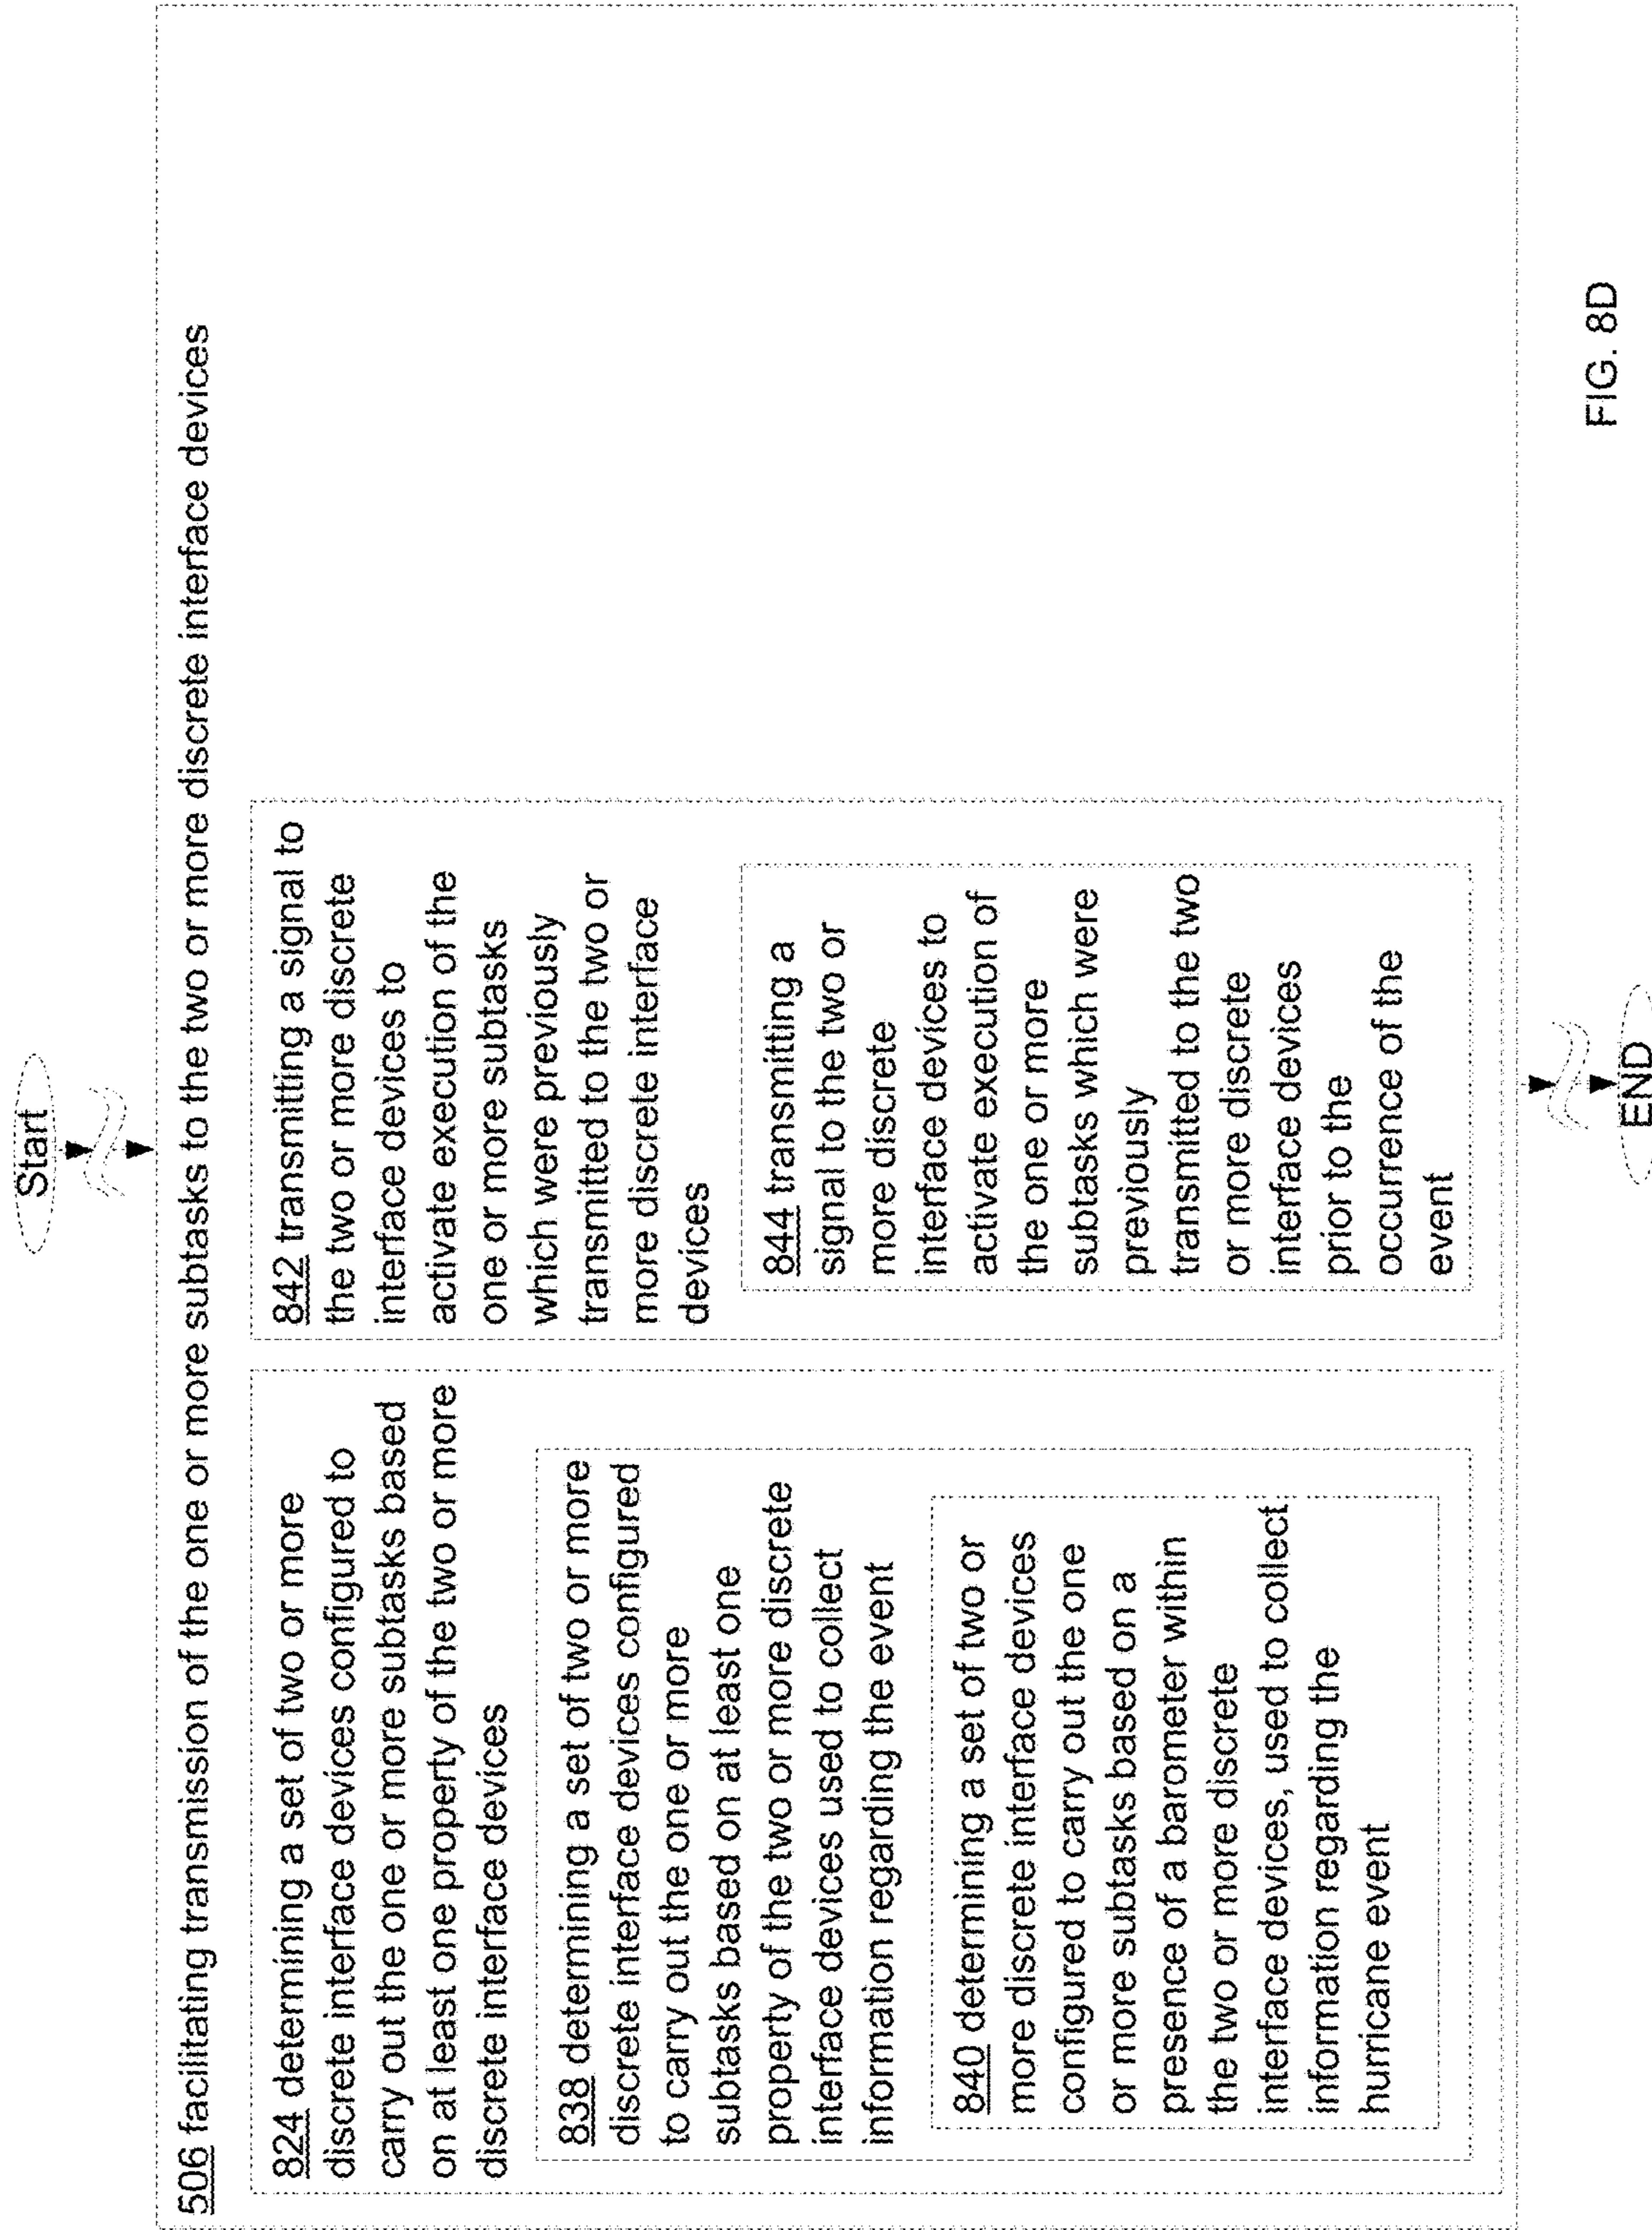 Start
506 facilitating transmission of the one or more subtasks to the two or more discrete interface devices
824 determining a set of two or more
discrete interface devices configured to
carry out the one or more subtasks based
on at least one property of the two or more
discrete interface devices
838 determining a set of two or more
discrete interface devices configured
to carry out the one or more
subtasks based on at least one
property of the two or more discrete
interface devices used to collect
information regarding the event
840 determining a set of two or
more discrete interface devices
configured to carry out the one
or more subtasks based on a
presence of a barometer within
the two or more discrete
interface devices, used to collect
information regarding the
hurricane event
842 transmitting a signal to
the two or more discrete
interface devices to
activate execution of the
one or more subtasks
which were previously
transmitted to the two or
more discrete interface
devices
844 transmitting a
signal to the two or
more discrete
interface devices to
activate execution of
the one or more
subtasks which were
previously
transmitted to the two
or more discrete
interface devices
prior to the
occurrence of the
event
END
FIG. 8D